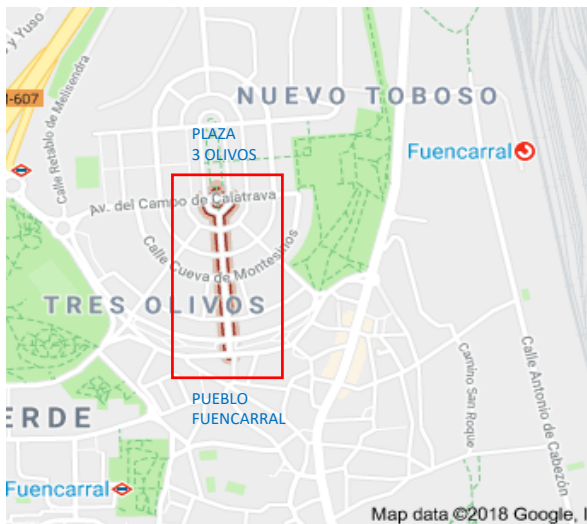 y Yuso
M-607
Calle Retablo de Melisendra
NUEVO TOBOSO
PLAZA
3 OLIVOS
Fuencarral
Av. del Campo de Calatrava
Calle Cueva de Montesinos
TRES OLIVOS
PUEBLO
FUENCARRAL
ERDE
Camino San Roque
Calle Antonio de Cabezón
Fuencarral
Map data ©2018 Google,